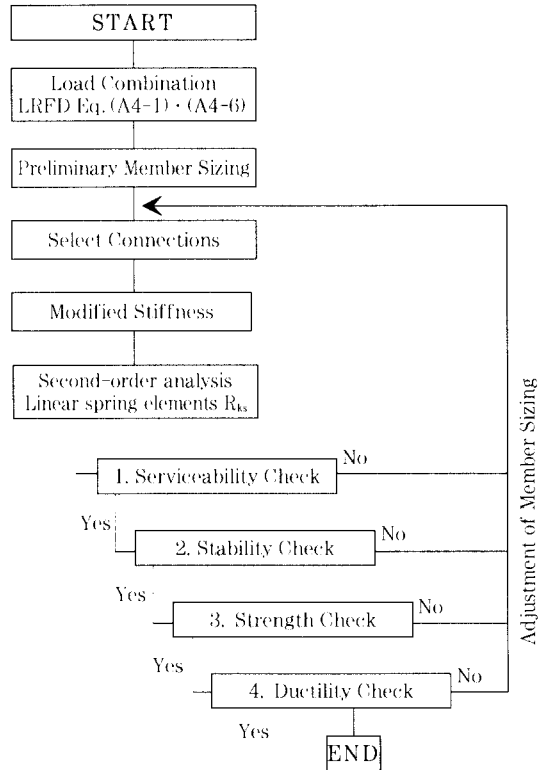 START
Load Combination
LRFD Eq. (A4-1) · (A4-6)
Preliminary Member Sizing
Select Connections
Modified Stiffness
Second-order analysis
Linear spring elements Rks
1. Serviceability Check
No
Yes
2. Stability Check
No
Yes
3. Strength Check
No
Yes
4. Ductility Check
No
Yes
END
Adjustment of Member Sizing